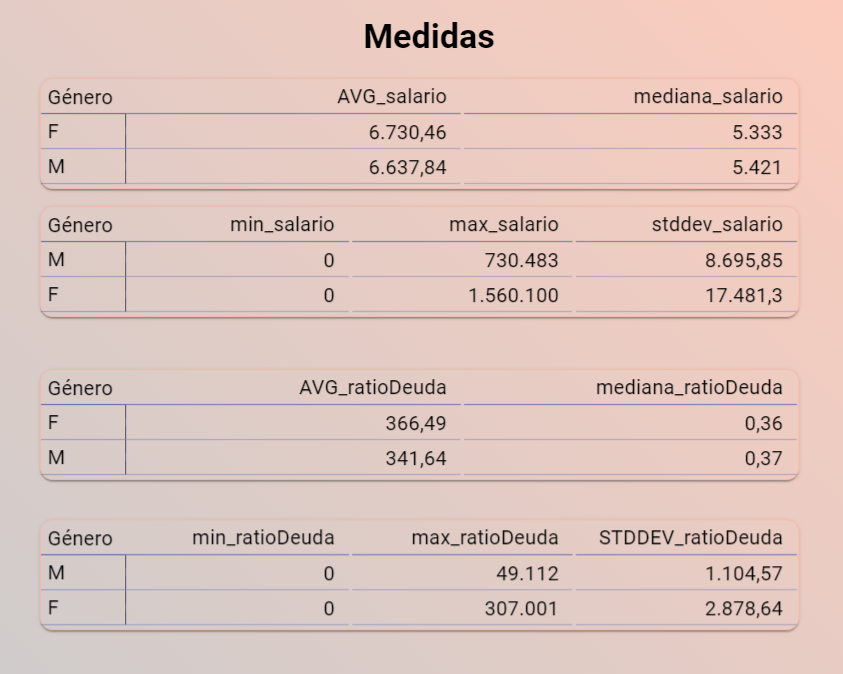 Medidas
Género AVG_salario mediana_salario
F 6.730,46 5.333
M 6.637,84 5.421
Género min_salario max_salario stddev_salario
M 0 730.483 8.695,85
F 0 1.560.100 17.481,3
Género AVG_ratioDeuda mediana_ratioDeuda
F 366,49 0,36
M 341,64 0,37
Género min_ratioDeuda max_ratioDeuda STDDEV_ratioDeuda
M 0 49.112 1.104,57
F 0 307.001 2.878,64